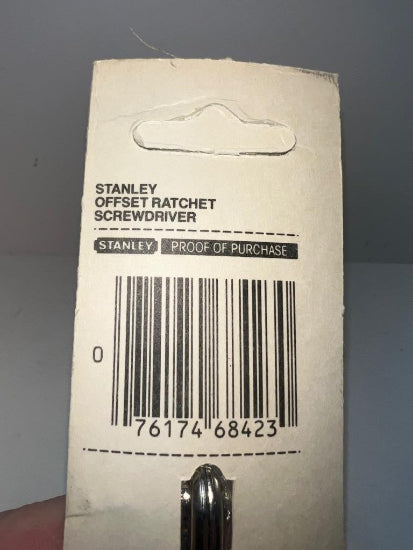 STANLEY
OFFSET RATCHET
SCREWDRIVER
STANLEY PROOF OF PURCHASE
0 76174 68423